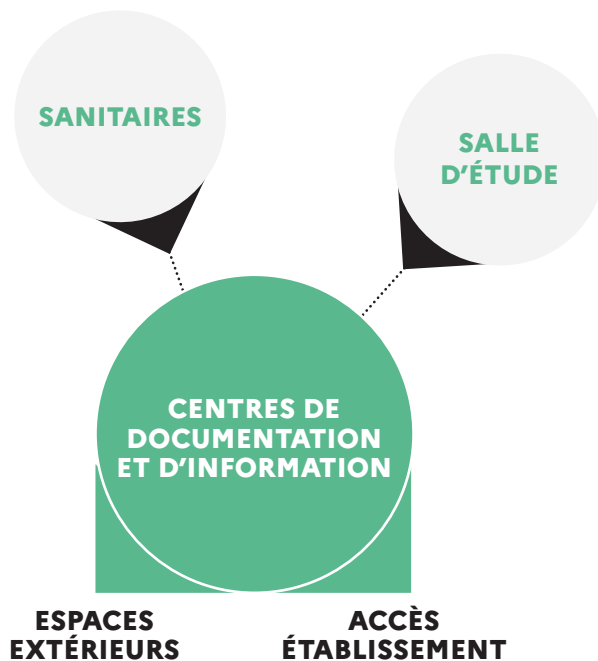 SANITAIRES
SALLE
D’ÉTUDE
CENTRES DE
DOCUMENTATION
ET D’INFORMATION
ESPACES
EXTÉRIEURS
ACCÈS
ÉTABLISSEMENT